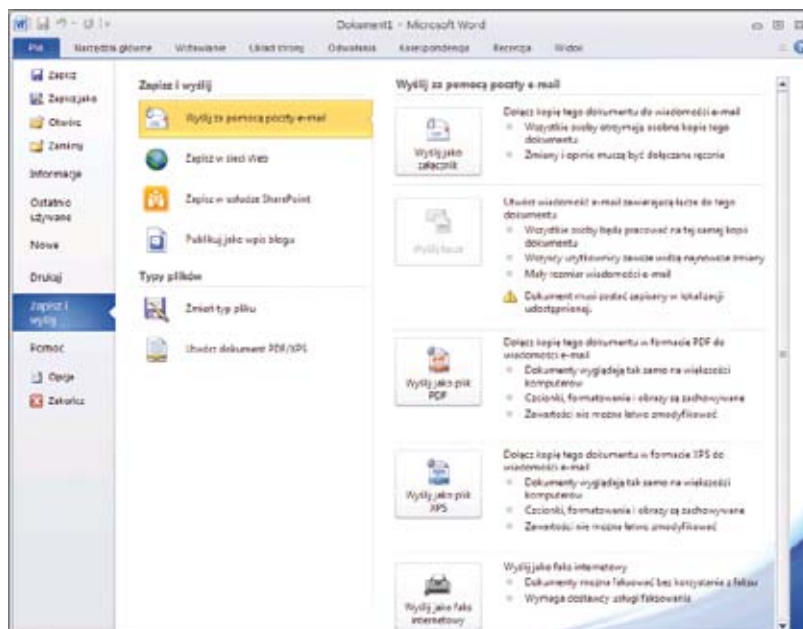 Dokument1 - Microsoft Word
Plik Narzędzia główne Wstawianie Układ strony Odwołania Korespondencja Recenzja Widok
Zapisz
Zapisz jako
Otwórz
Zamknij
Informacje
Ostatnio
używane
Nowe
Drukuj
Zapisz i
wyślij
Pomoc
Opcje
Zakończ
Zapisz i wyślij
Wyślij za pomocą poczty e-mail
Zapisz w sieci Web
Zapisz w usłudze SharePoint
Publikuj jako wpis blogu
Typy plików
Zmień typ pliku
Utwórz dokument PDF/XPS
Wyślij za pomocą poczty e-mail
Wyślij jako
załącznik
Dołącz kopię tego dokumentu do wiadomości e-mail
Wszystkie osoby otrzymają osobną kopię tego
dokumentu
Zmiany i opinie muszą być dołączane ręcznie
Wyślij łącze
Utwórz wiadomość e-mail zawierającą łącze do tego
dokumentu
Wszystkie osoby będą pracować na tej samej kopii
dokumentu
Wszyscy użytkownicy zawsze widzą najnowsze zmiany
Mały rozmiar wiadomości e-mail
Dokument musi zostać zapisany w lokalizacji
udostępnionej.
Wyślij jako plik
PDF
Dołącz kopię tego dokumentu w formacie PDF do
wiadomości e-mail
Dokumenty wyglądają tak samo na większości
komputerów
Czcionki, formatowanie i obrazy są zachowywane
Zawartości nie można łatwo zmodyfikować
Wyślij jako plik
XPS
Dołącz kopię tego dokumentu w formacie XPS do
wiadomości e-mail
Dokumenty wyglądają tak samo na większości
komputerów
Czcionki, formatowanie i obrazy są zachowywane
Zawartości nie można łatwo zmodyfikować
Wyślij jako faks
internetowy
Wyślij jako faks internetowy
Dokumenty można faksować bez korzystania z faksu
Wymaga dostawcy usługi faksowania